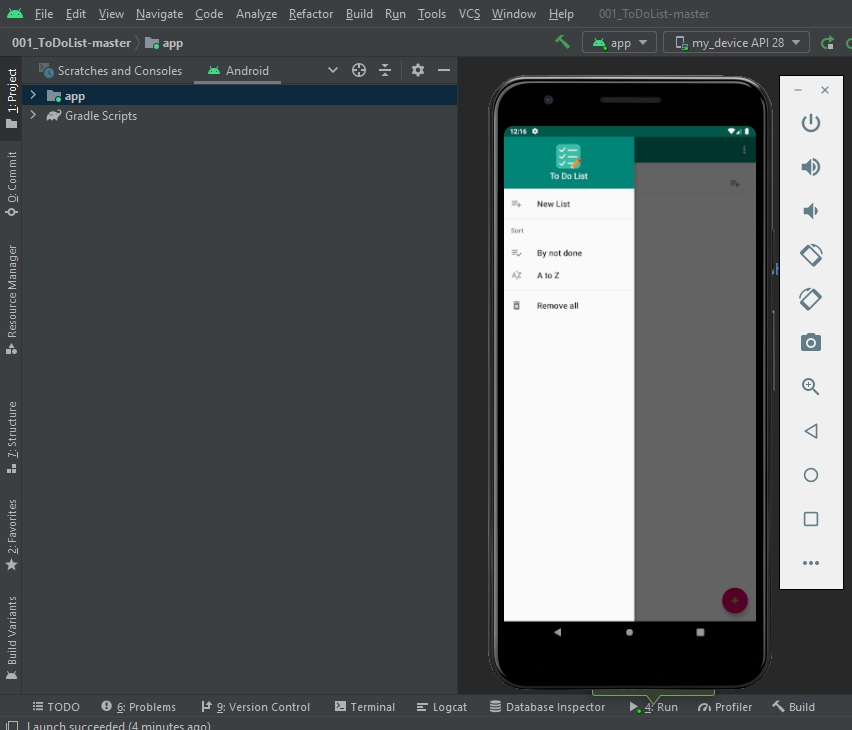 File Edit View Navigate Code Analyze Refactor Build Run Tools VCS Window Help 001_ToDoList-master
001_ToDoList-master app
app my_device API 28
Scratches and Consoles Android
app
Gradle Scripts
1: Project
0: Commit
Resource Manager
7: Structure
2: Favorites
Build Variants
12:16
To Do List
New List
Sort
By not done
A to Z
Remove all
TODO 6: Problems 9: Version Control Terminal Logcat Database Inspector 4: Run Profiler Build
Launch succeeded (4 minutes ago)